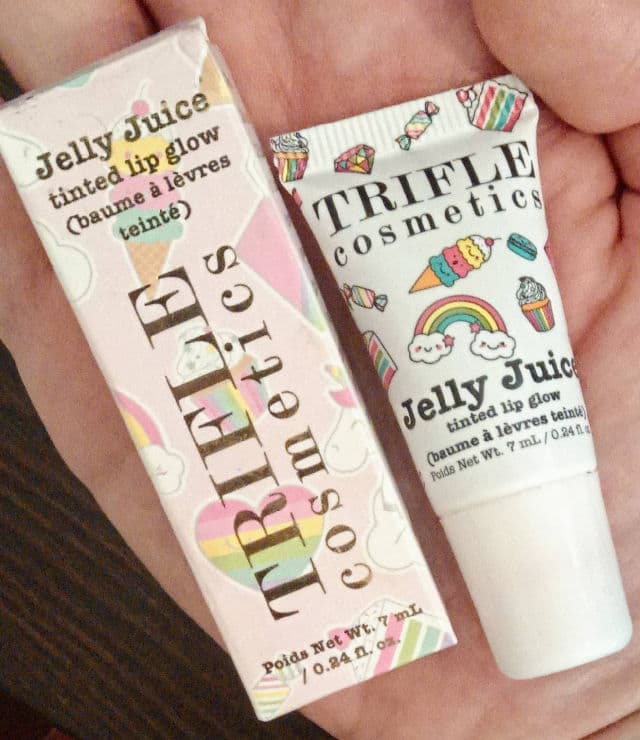 Jelly Juice
tinted lip glow
(baume à lèvres
teinté)
TRIFLE
cosmetics
Poids Net Wt. 7 mL
/ 0.24 fl. oz.
TRIFLE
cosmetics
Jelly Juice
tinted lip glow
(baume à lèvres teinté)
Poids Net Wt. 7 mL / 0.24 fl. o